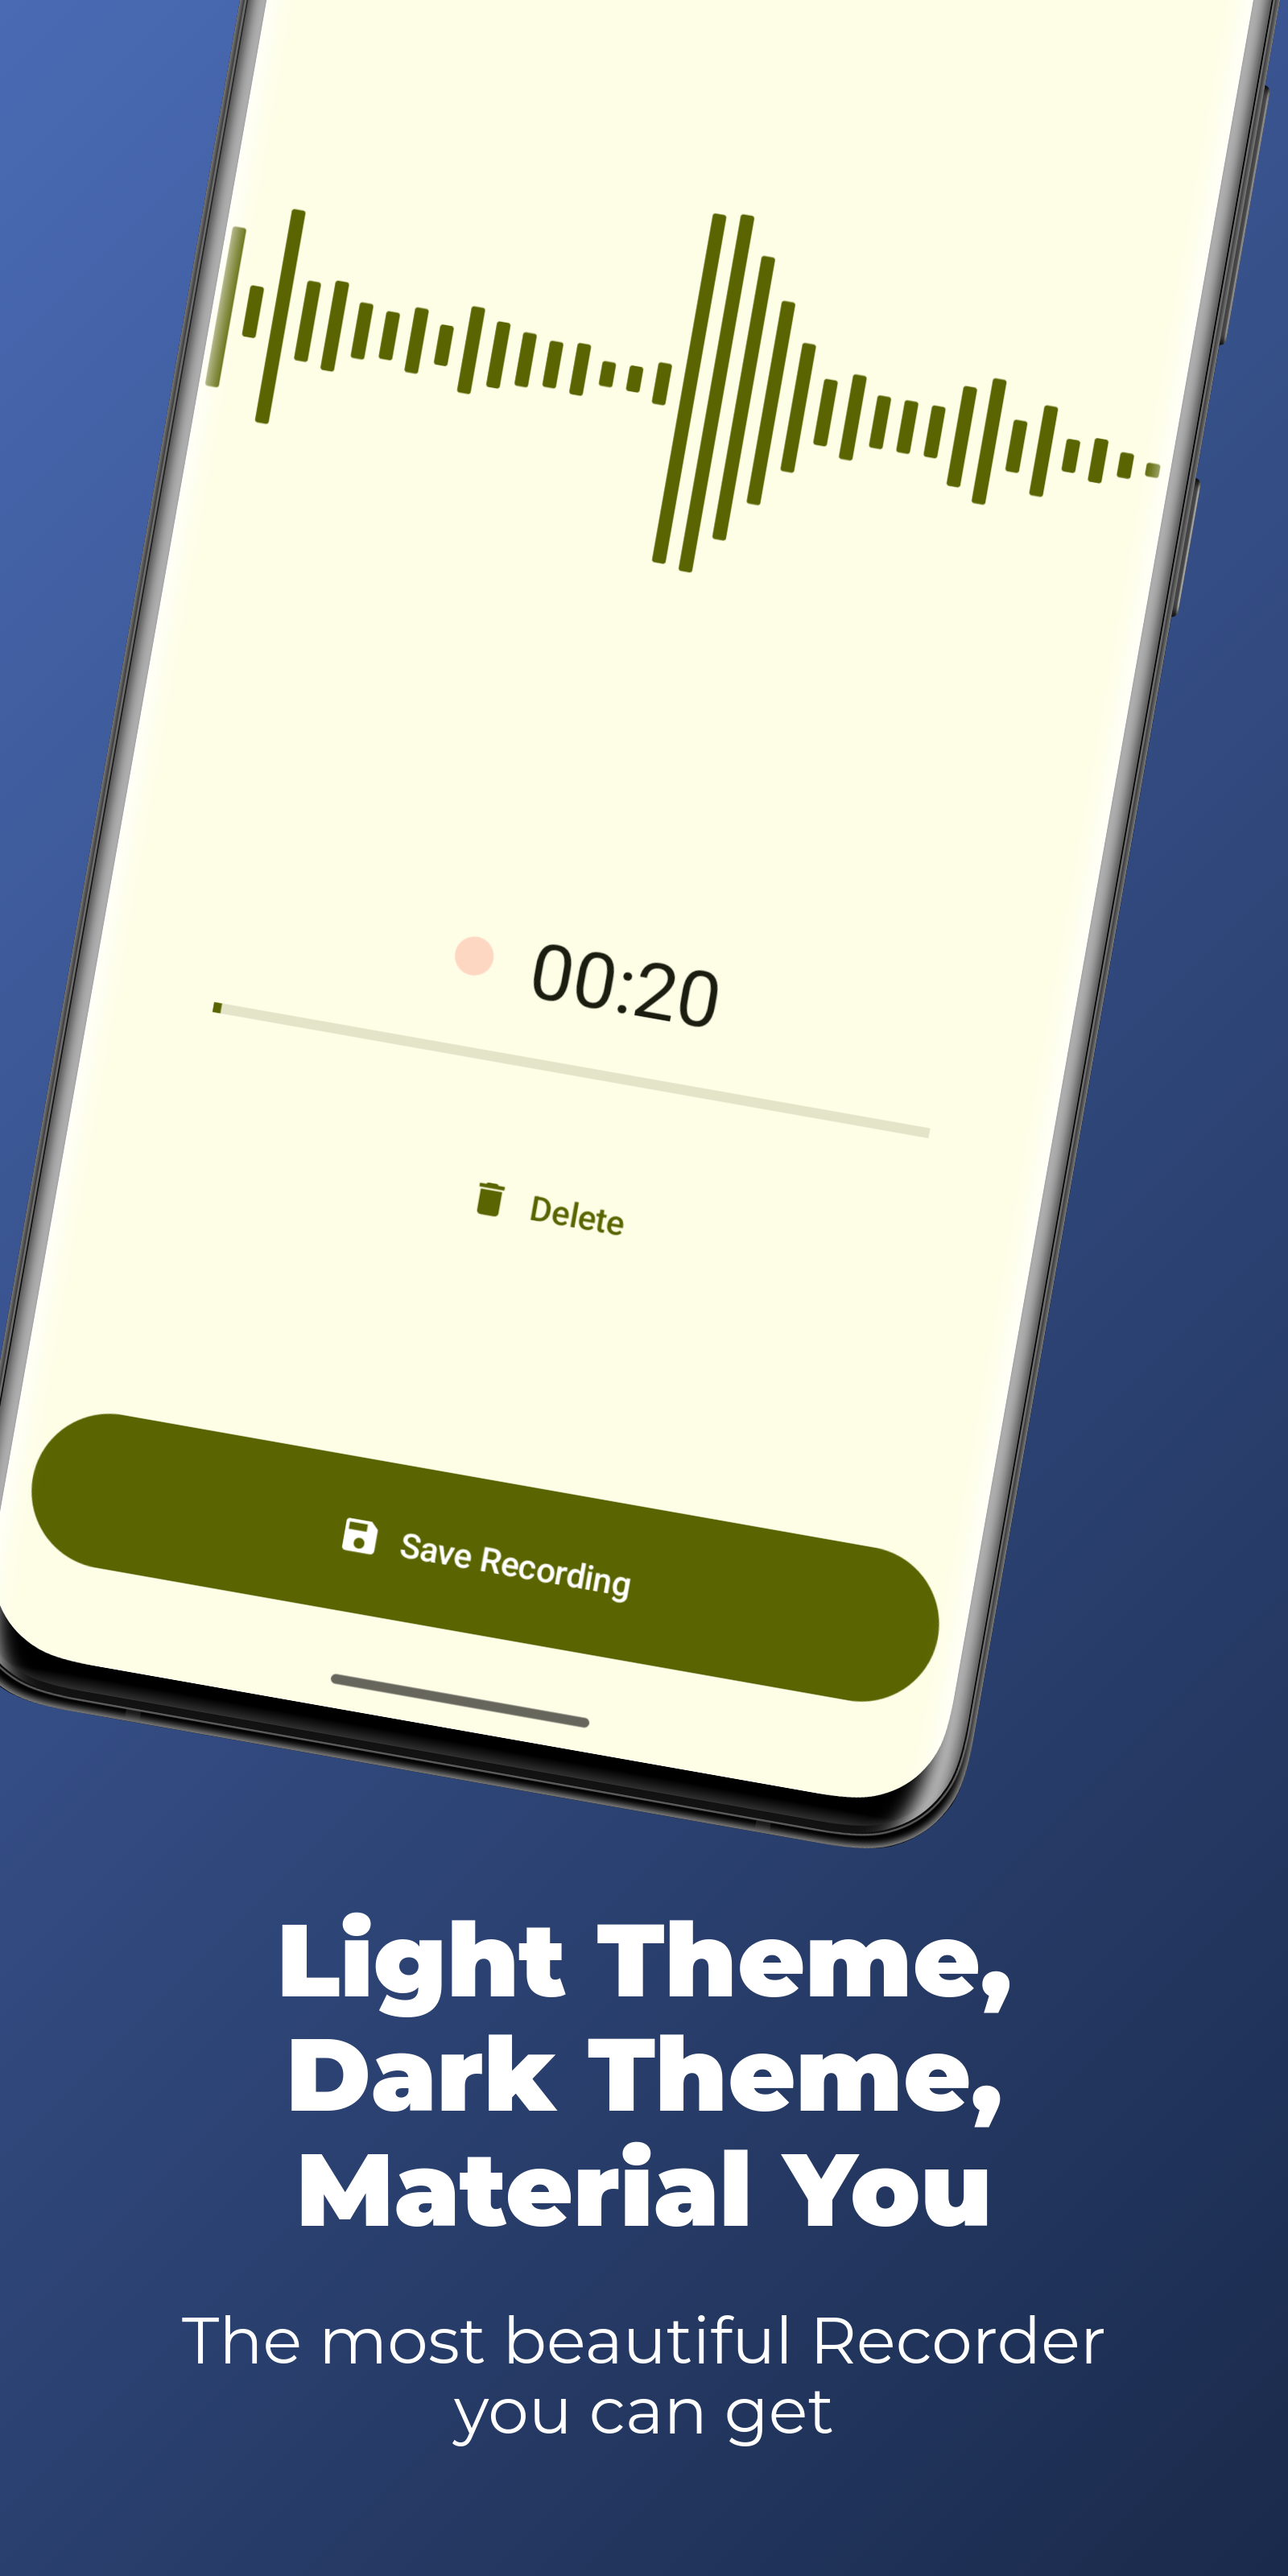 00:20
Delete
Save Recording
Light Theme,
Dark Theme,
Material You
The most beautiful Recorder
you can get